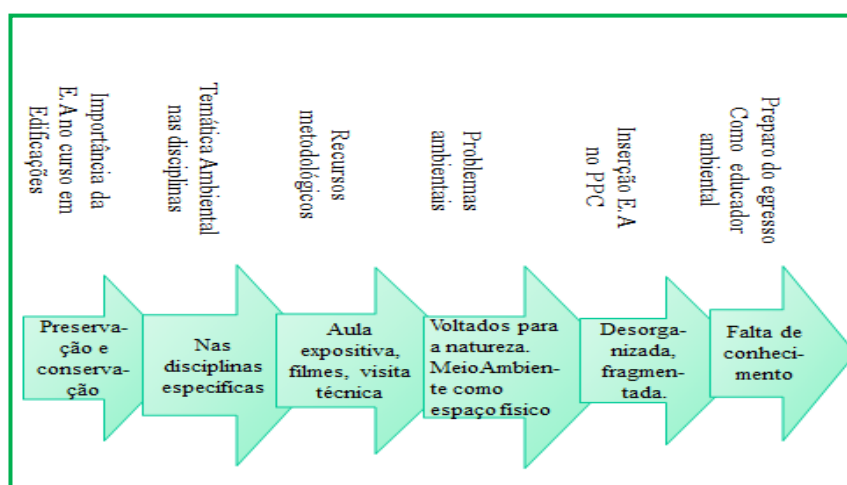 Importância da
E.A no curso em
Edificações
Temática Ambiental
nas disciplinas
Recursos
metodológicos
Problemas
ambientais
Inserção E.A
no PPC
Preparo do egresso
Como educador
ambiental
Preserva-
ção e
conserva-
ção
Nas
disciplinas
específicas
Aula
expositiva,
filmes, visita
técnica
Voltados para
a natureza.
MeioAmbien-
te como
espaço físico
Desorga-
nizada,
fragmen-
tada.
Falta de
conheci-
mento